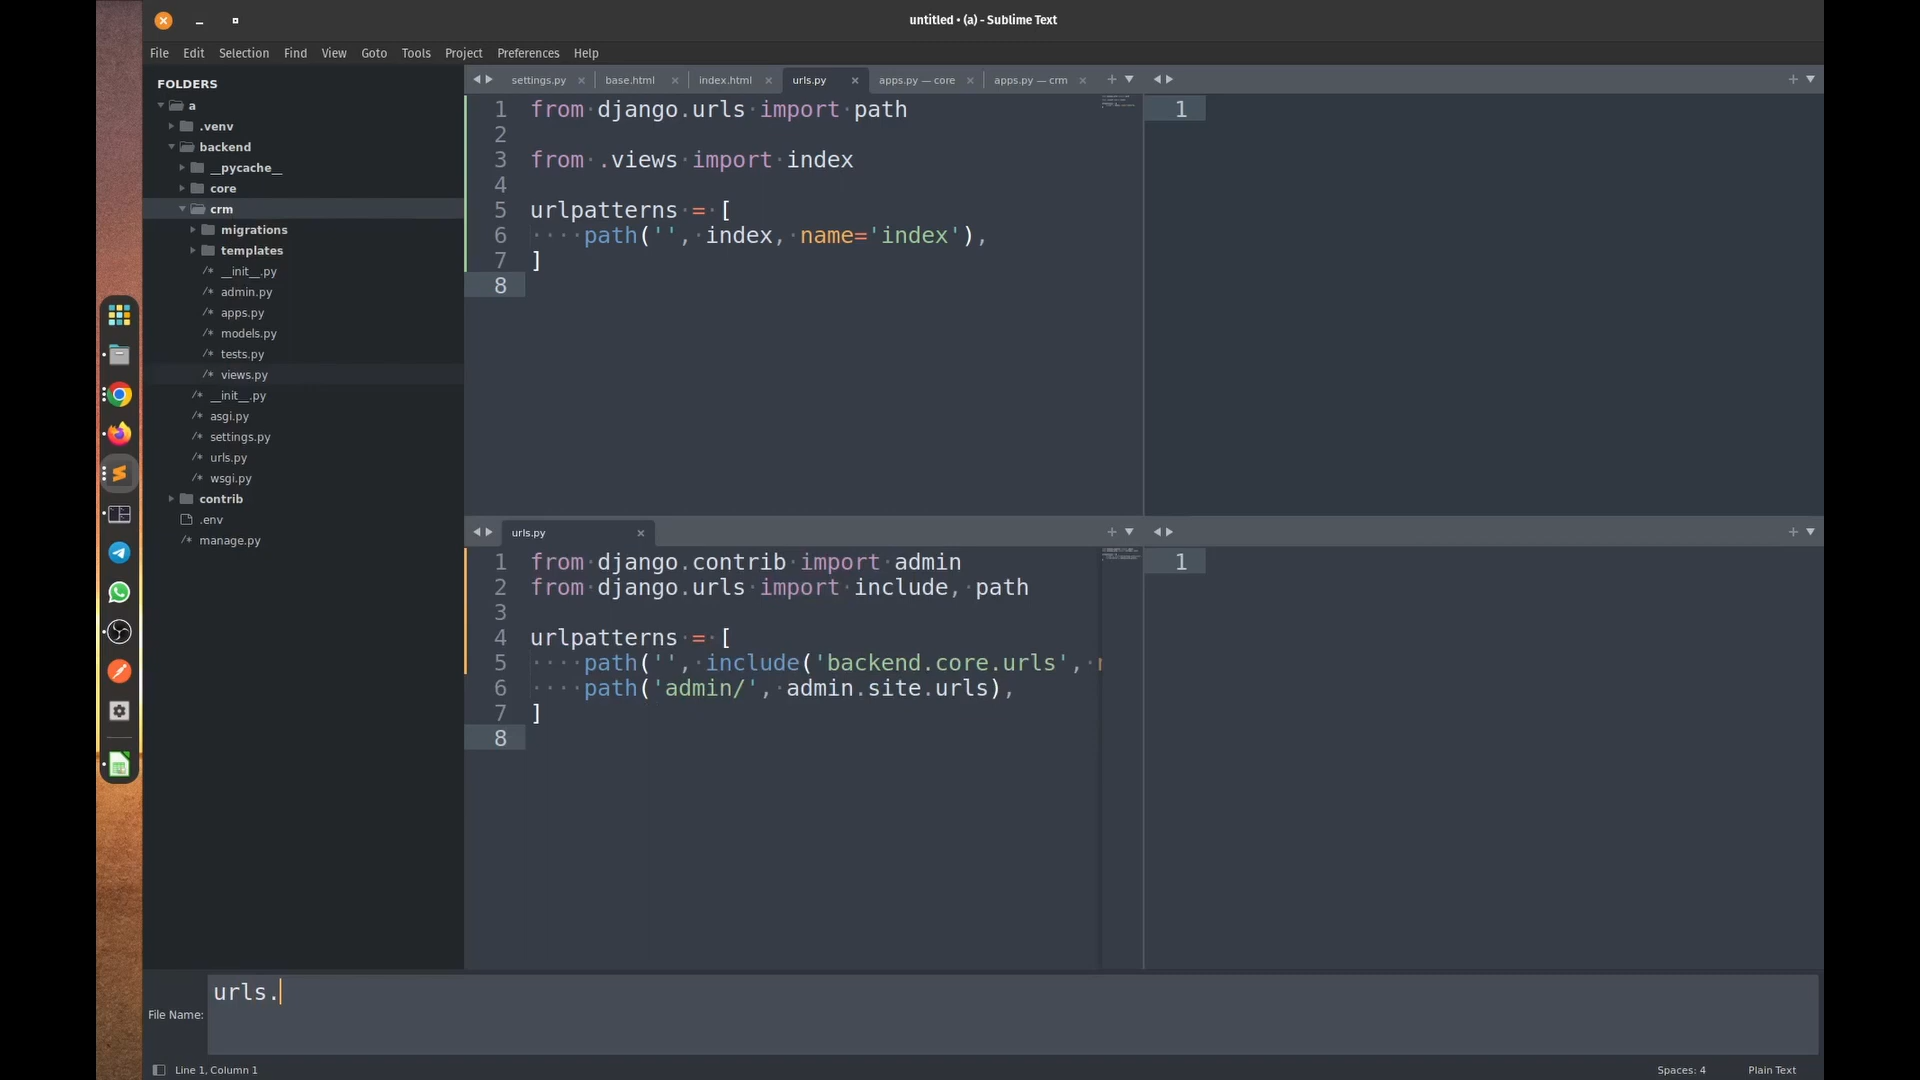 untitled • (a) - Sublime Text
File Edit Selection Find View Goto Tools Project Preferences Help
FOLDERS
a
.venv
backend
__pycache__
core
crm
migrations
templates
/* __init__.py
/* admin.py
/* apps.py
/* models.py
/* tests.py
/* views.py
/* __init__.py
/* asgi.py
/* settings.py
/* urls.py
/* wsgi.py
contrib
.env
/* manage.py
settings.py × base.html × index.html × urls.py × apps.py — core × apps.py — crm ×
1 from django.urls import path
2
3 from .views import index
4
5 urlpatterns = [
6 ····path('', index, name='index'),
7 ]
8
1
urls.py ×
1 from django.contrib import admin
2 from django.urls import include, path
3
4 urlpatterns = [
5 ····path('', include('backend.core.urls',
6 ····path('admin/', admin.site.urls),
7 ]
8
1
File Name: urls.
Line 1, Column 1
Spaces: 4
Plain Text